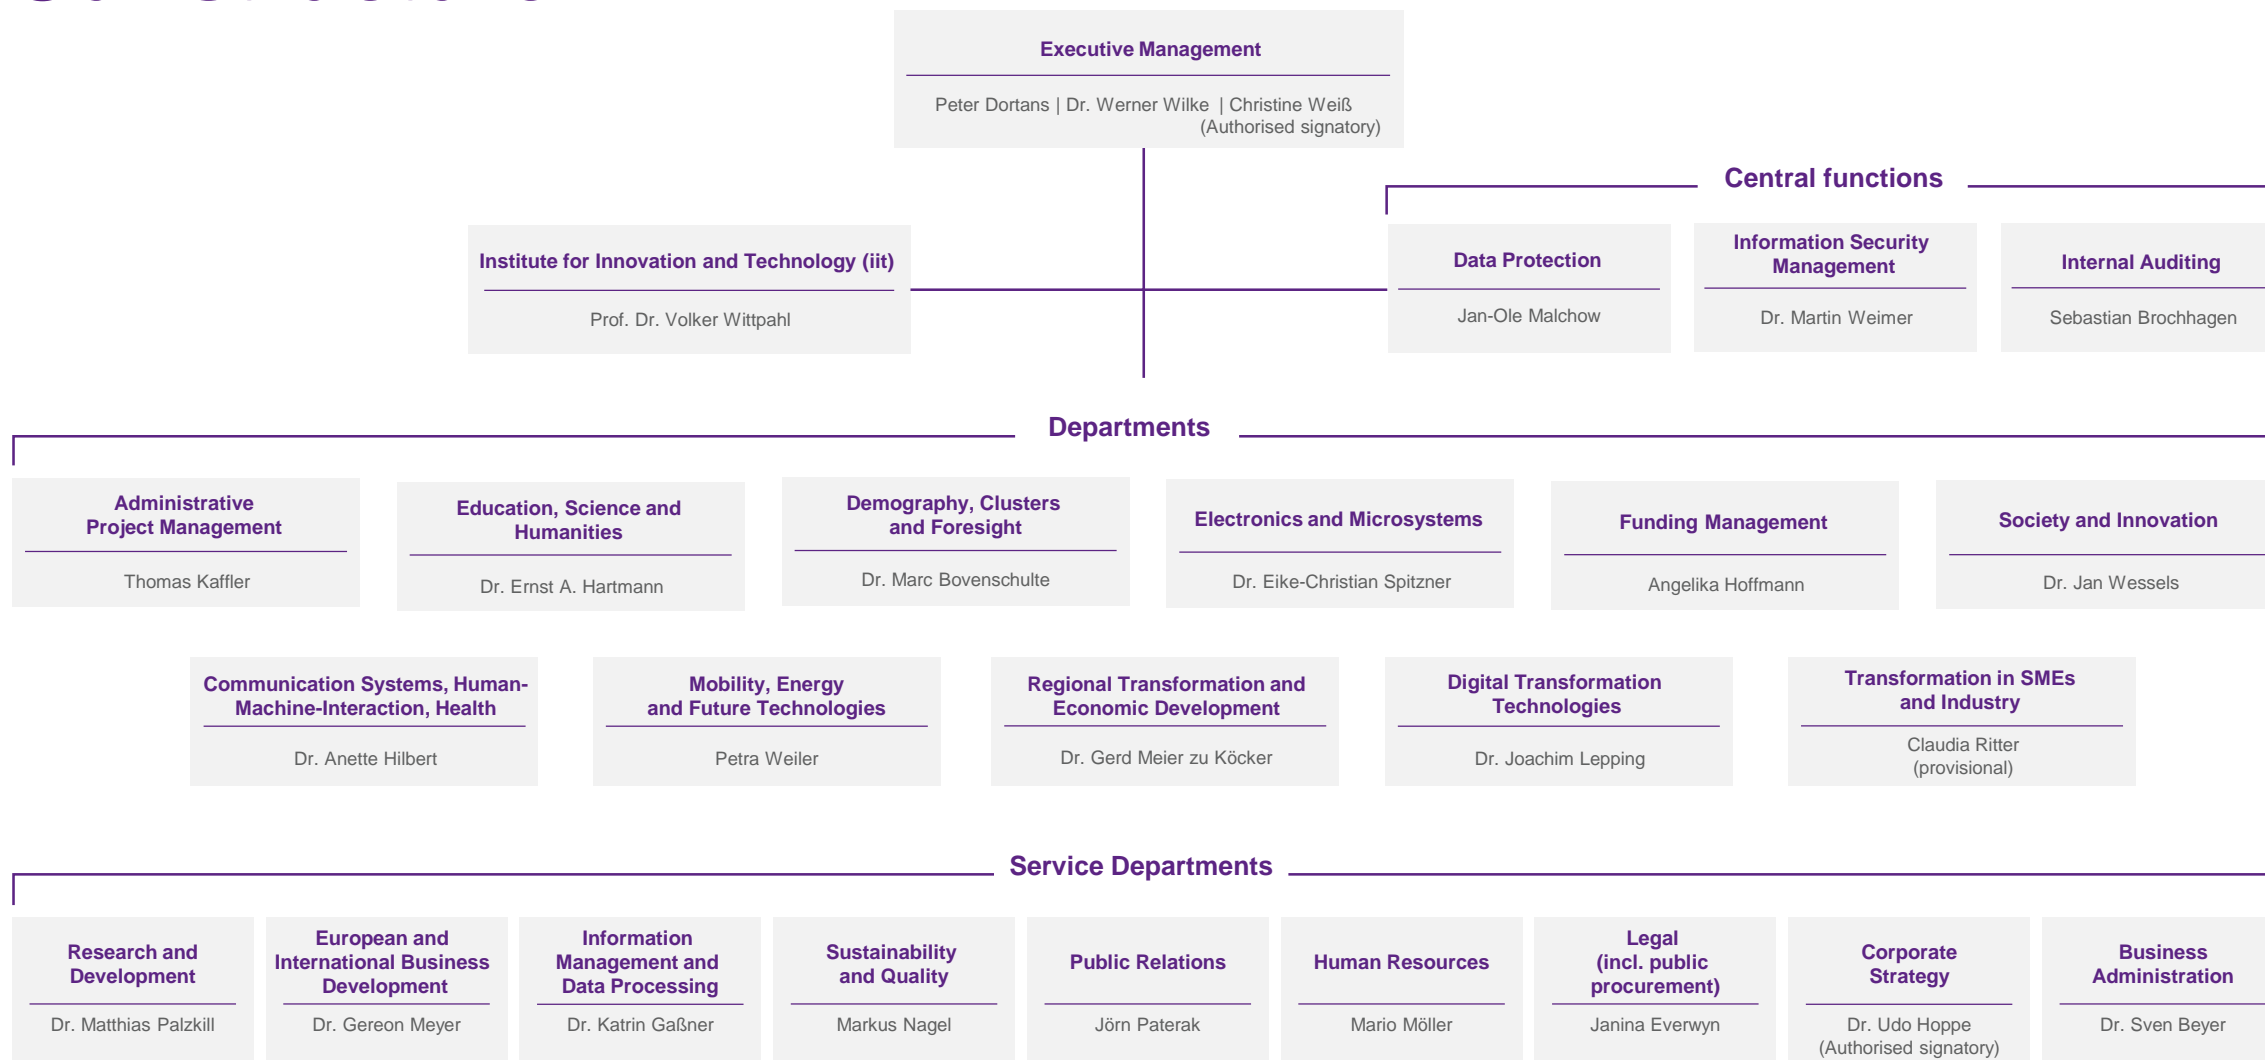 Executive Management
Peter Dortans | Dr. Werner Wilke | Christine Weiß
(Authorised signatory)
Central functions
Institute for Innovation and Technology (iit)
Prof. Dr. Volker Wittpahl
Data Protection
Jan-Ole Malchow
Information Security
Management
Dr. Martin Weimer
Internal Auditing
Sebastian Brochhagen
Departments
Administrative
Project Management
Thomas Kaffler
Education, Science and
Humanities
Dr. Ernst A. Hartmann
Demography, Clusters
and Foresight
Dr. Marc Bovenschulte
Electronics and Microsystems
Dr. Eike-Christian Spitzner
Funding Management
Angelika Hoffmann
Society and Innovation
Dr. Jan Wessels
Communication Systems, Human-
Machine-Interaction, Health
Dr. Anette Hilbert
Mobility, Energy
and Future Technologies
Petra Weiler
Regional Transformation and
Economic Development
Dr. Gerd Meier zu Köcker
Digital Transformation
Technologies
Dr. Joachim Lepping
Transformation in SMEs
and Industry
Claudia Ritter
(provisional)
Service Departments
Research and
Development
Dr. Matthias Palzkill
European and
International Business
Development
Dr. Gereon Meyer
Information
Management and
Data Processing
Dr. Katrin Gaßner
Sustainability
and Quality
Markus Nagel
Public Relations
Jörn Paterak
Human Resources
Mario Möller
Legal
(incl. public
procurement)
Janina Everwyn
Corporate
Strategy
Dr. Udo Hoppe
(Authorised signatory)
Business
Administration
Dr. Sven Beyer